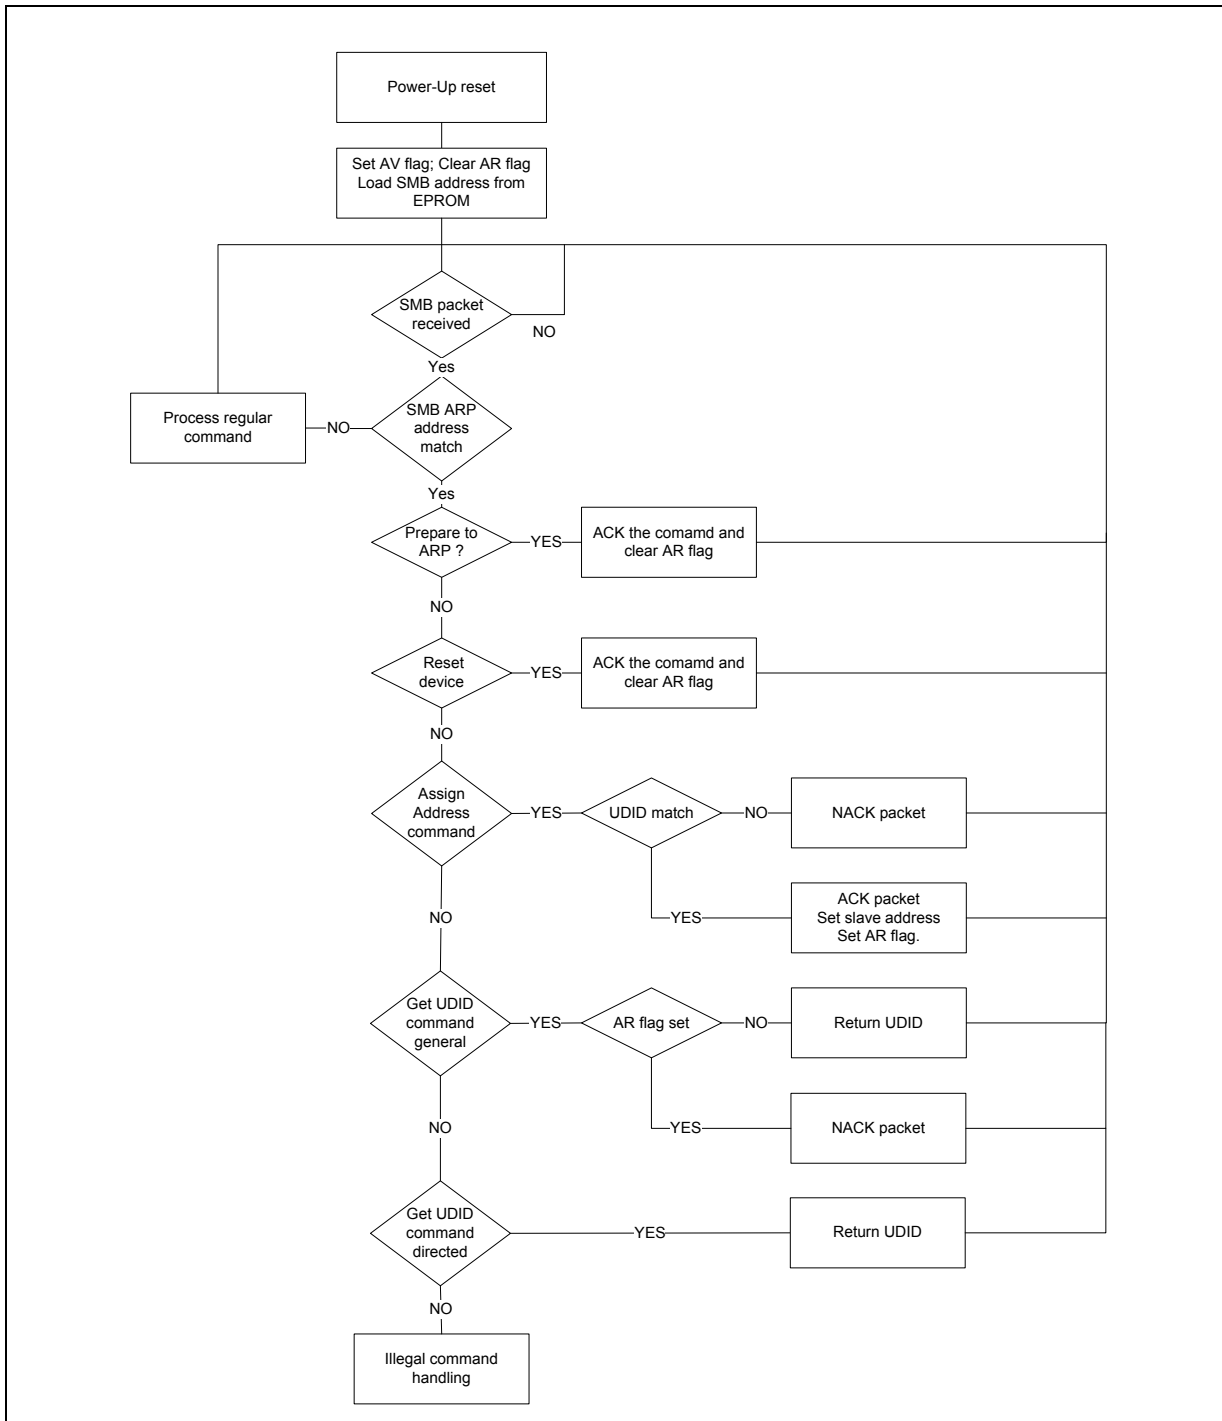 Power-Up reset
Set AV flag; Clear AR flag
Load SMB address from
EPROM
SMB packet
received
NO
Yes
Process regular
command
NO
SMB ARP
address
match
Yes
Prepare to
ARP ?
YES
ACK the comamd and
clear AR flag
NO
Reset
device
YES
ACK the comamd and
clear AR flag
NO
Assign
Address
command
YES
UDID match
NO
NACK packet
YES
ACK packet
Set slave address
Set AR flag.
NO
Get UDID
command
general
YES
AR flag set
NO
Return UDID
YES
NACK packet
NO
Get UDID
command
directed
YES
Return UDID
NO
Illegal command
handling